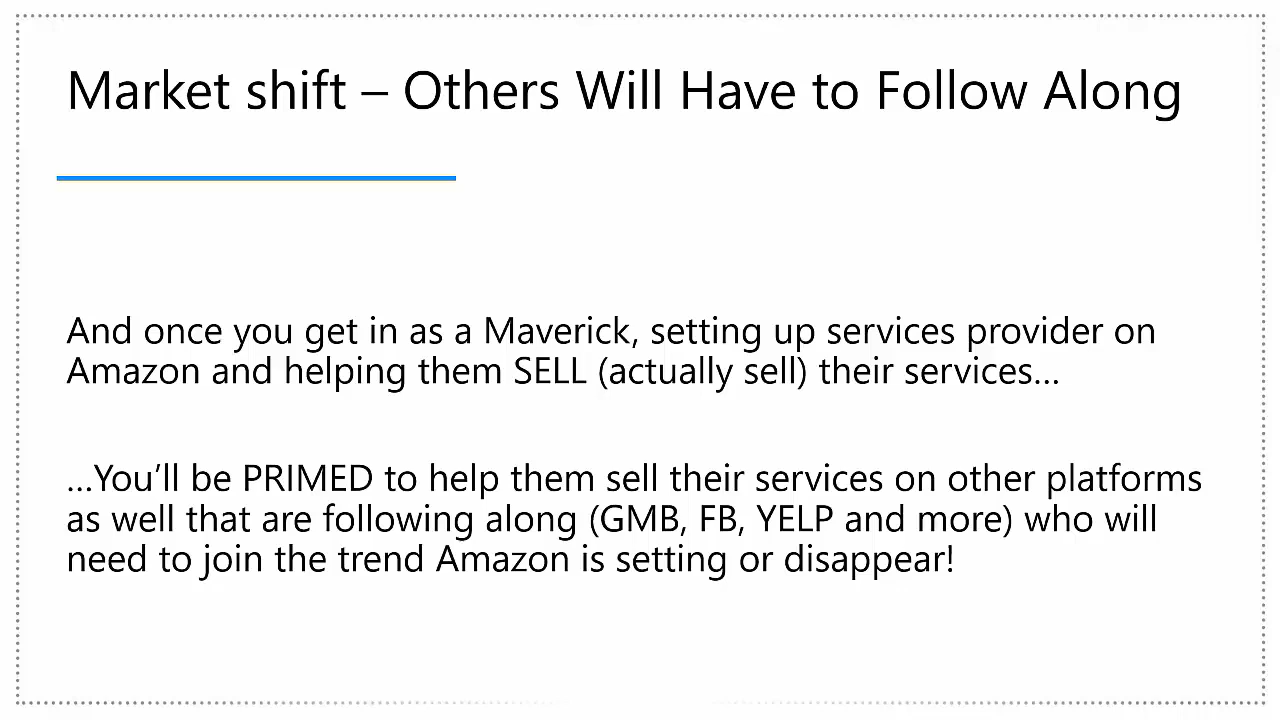 Market shift – Others Will Have to Follow Along
And once you get in as a Maverick, setting up services provider on
Amazon and helping them SELL (actually sell) their services...
...You’ll be PRIMED to help them sell their services on other platforms
as well that are following along (GMB, FB, YELP and more) who will
need to join the trend Amazon is setting or disappear!